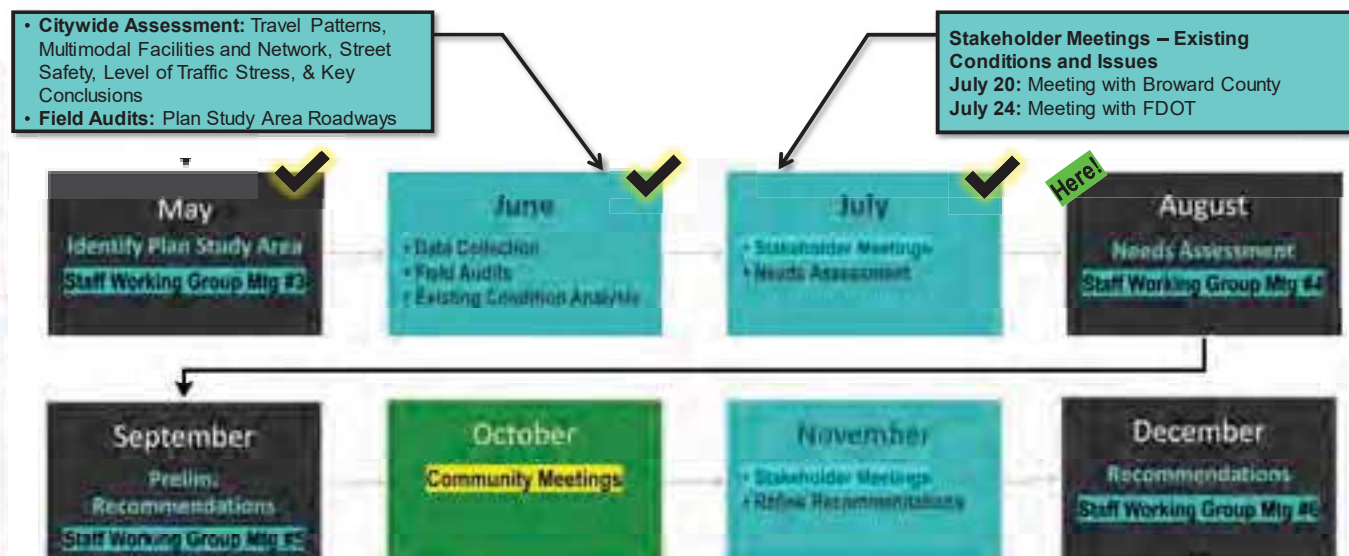 • Citywide Assessment: Travel Patterns,
Multimodal Facilities and Network, Street
Safety, Level of Traffic Stress, & Key
Conclusions
• Field Audits: Plan Study Area Roadways
Stakeholder Meetings – Existing
Conditions and Issues
July 20: Meeting with Broward County
July 24: Meeting with FDOT
May
Identify Plan Study Area
Staff Working Group Mtg #3
June
• Data Collection
• Field Audits
• Existing Condition Analysis
July
• Stakeholder Meetings
• Needs Assessment
Here!
August
Needs Assessment
Staff Working Group Mtg #4
September
Prelim.
Recommendations
Staff Working Group Mtg #5
October
Community Meetings
November
• Stakeholder Meetings
• Refine Recommendations
December
Recommendations
Staff Working Group Mtg #6